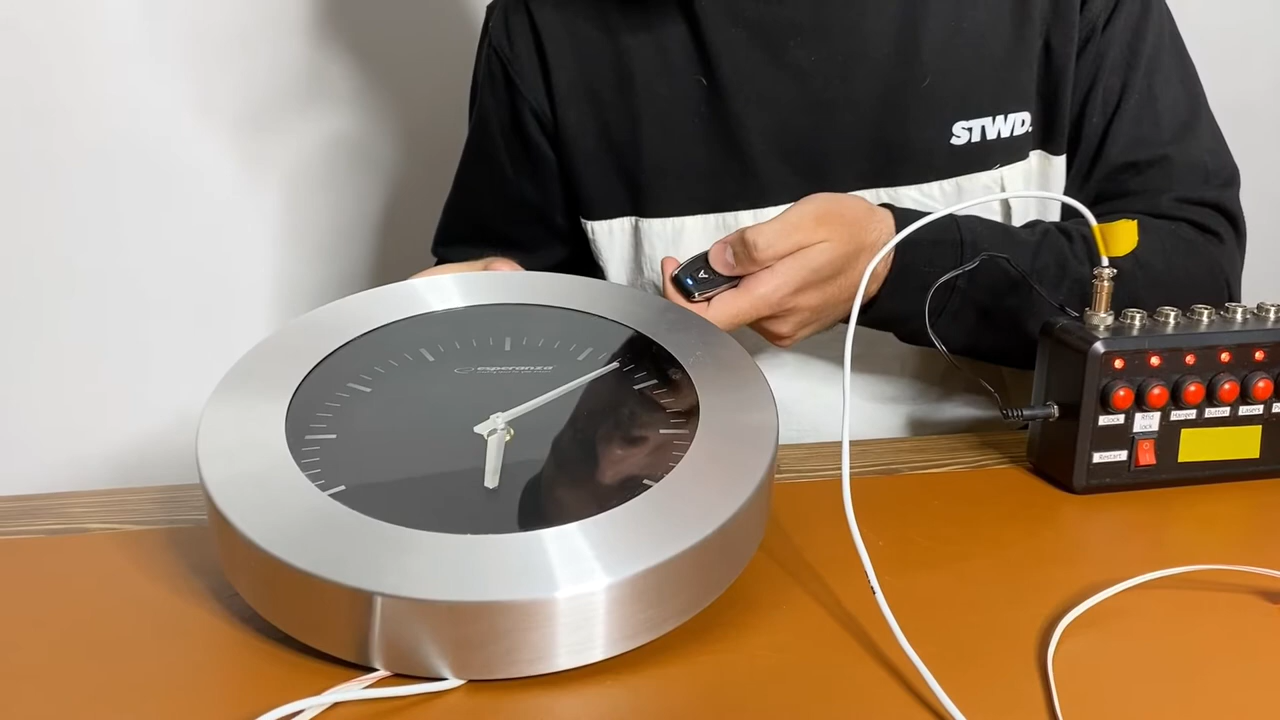 STWD.
esperanza
A
Clock
Rfid
lock
Hanger
Button
Lasers
Restart